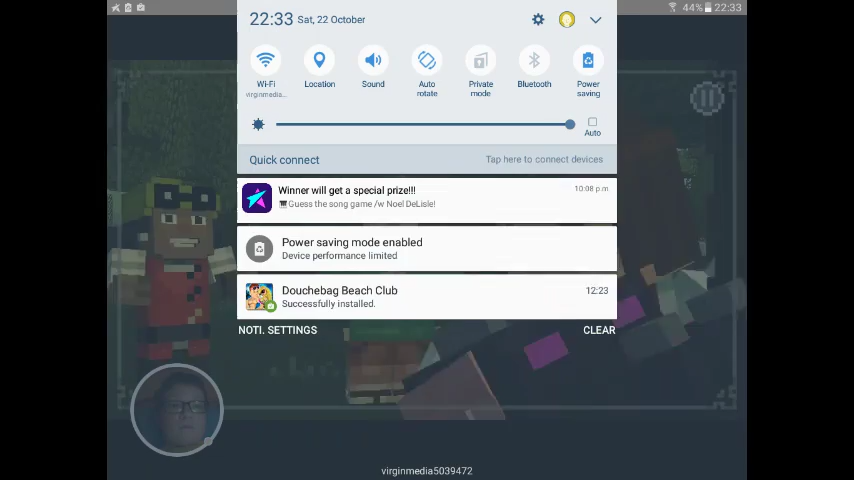 44% 22:33
22:33 Sat, 22 October
Wi-Fi
virginmedia...
Location
Sound
Auto
rotate
Private
mode
Bluetooth
Power
saving
Auto
Quick connect
Tap here to connect devices
Winner will get a special prize!!!
10:08 p.m
Guess the song game /w Noel DeLisle!
Power saving mode enabled
Device performance limited
Douchebag Beach Club
12:23
Successfully installed.
NOTI. SETTINGS
CLEAR
virginmedia5039472